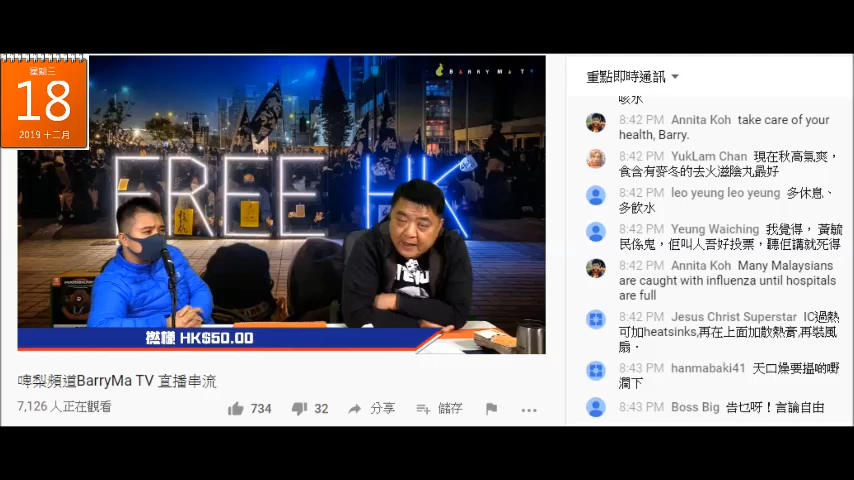 星期三
18
2019 十二月
BARRYMA TV
FREE HK
撚樣 HK$50.00
啤梨頻道BarryMa TV 直播串流
7,126 人正在觀看
734
32
分享
儲存
重點即時通訊
咳水
8:42 PM Annita Koh take care of your
health, Barry.
8:42 PM YukLam Chan 現在秋高氣爽，
食含有麥冬的去火滋陰丸最好
8:42 PM leo yeung leo yeung 多休息、
多飲水
8:42 PM Yeung Waiching 我覺得， 黃毓
民係鬼，佢叫人吾好投票，聽佢講就死得
8:42 PM Annita Koh Many Malaysians
are caught with influenza until hospitals
are full
8:42 PM Jesus Christ Superstar IC過熱
可加heatsinks,再在上面加散熱膏,再裝風
扇．
8:43 PM hanmabaki41 天口燥要搵啲嘢
潤下
8:43 PM Boss Big 告乜呀！言論自由